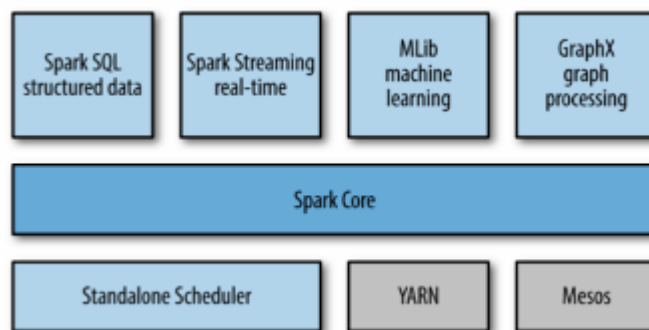 Spark SQL
structured data
Spark Streaming
real-time
MLib
machine
learning
GraphX
graph
processing
Spark Core
Standalone Scheduler
YARN
Mesos